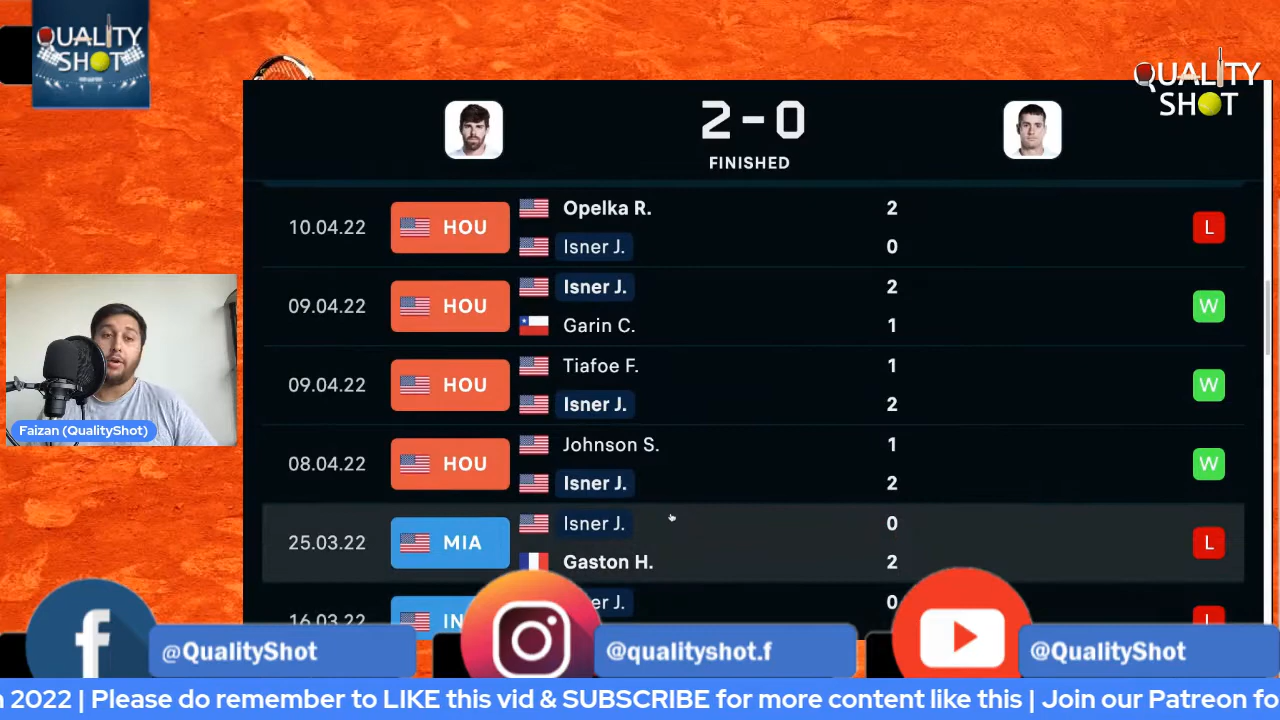 QUALITY
SHOT
QUALITY
SHOT
2-0
FINISHED
10.04.22 HOU Opelka R. 2 L
Isner J. 0
09.04.22 HOU Isner J. 2 W
Garin C. 1
09.04.22 HOU Tiafoe F. 1 W
Isner J. 2
08.04.22 HOU Johnson S. 1 W
Isner J. 2
25.03.22 MIA Isner J. 0 L
Gaston H. 2
16.03.22 0
Faizan (QualityShot)
@QualityShot
@qualityshot.f
@QualityShot
2022 | Please do remember to LIKE this vid & SUBSCRIBE for more content like this | Join our Patreon fo